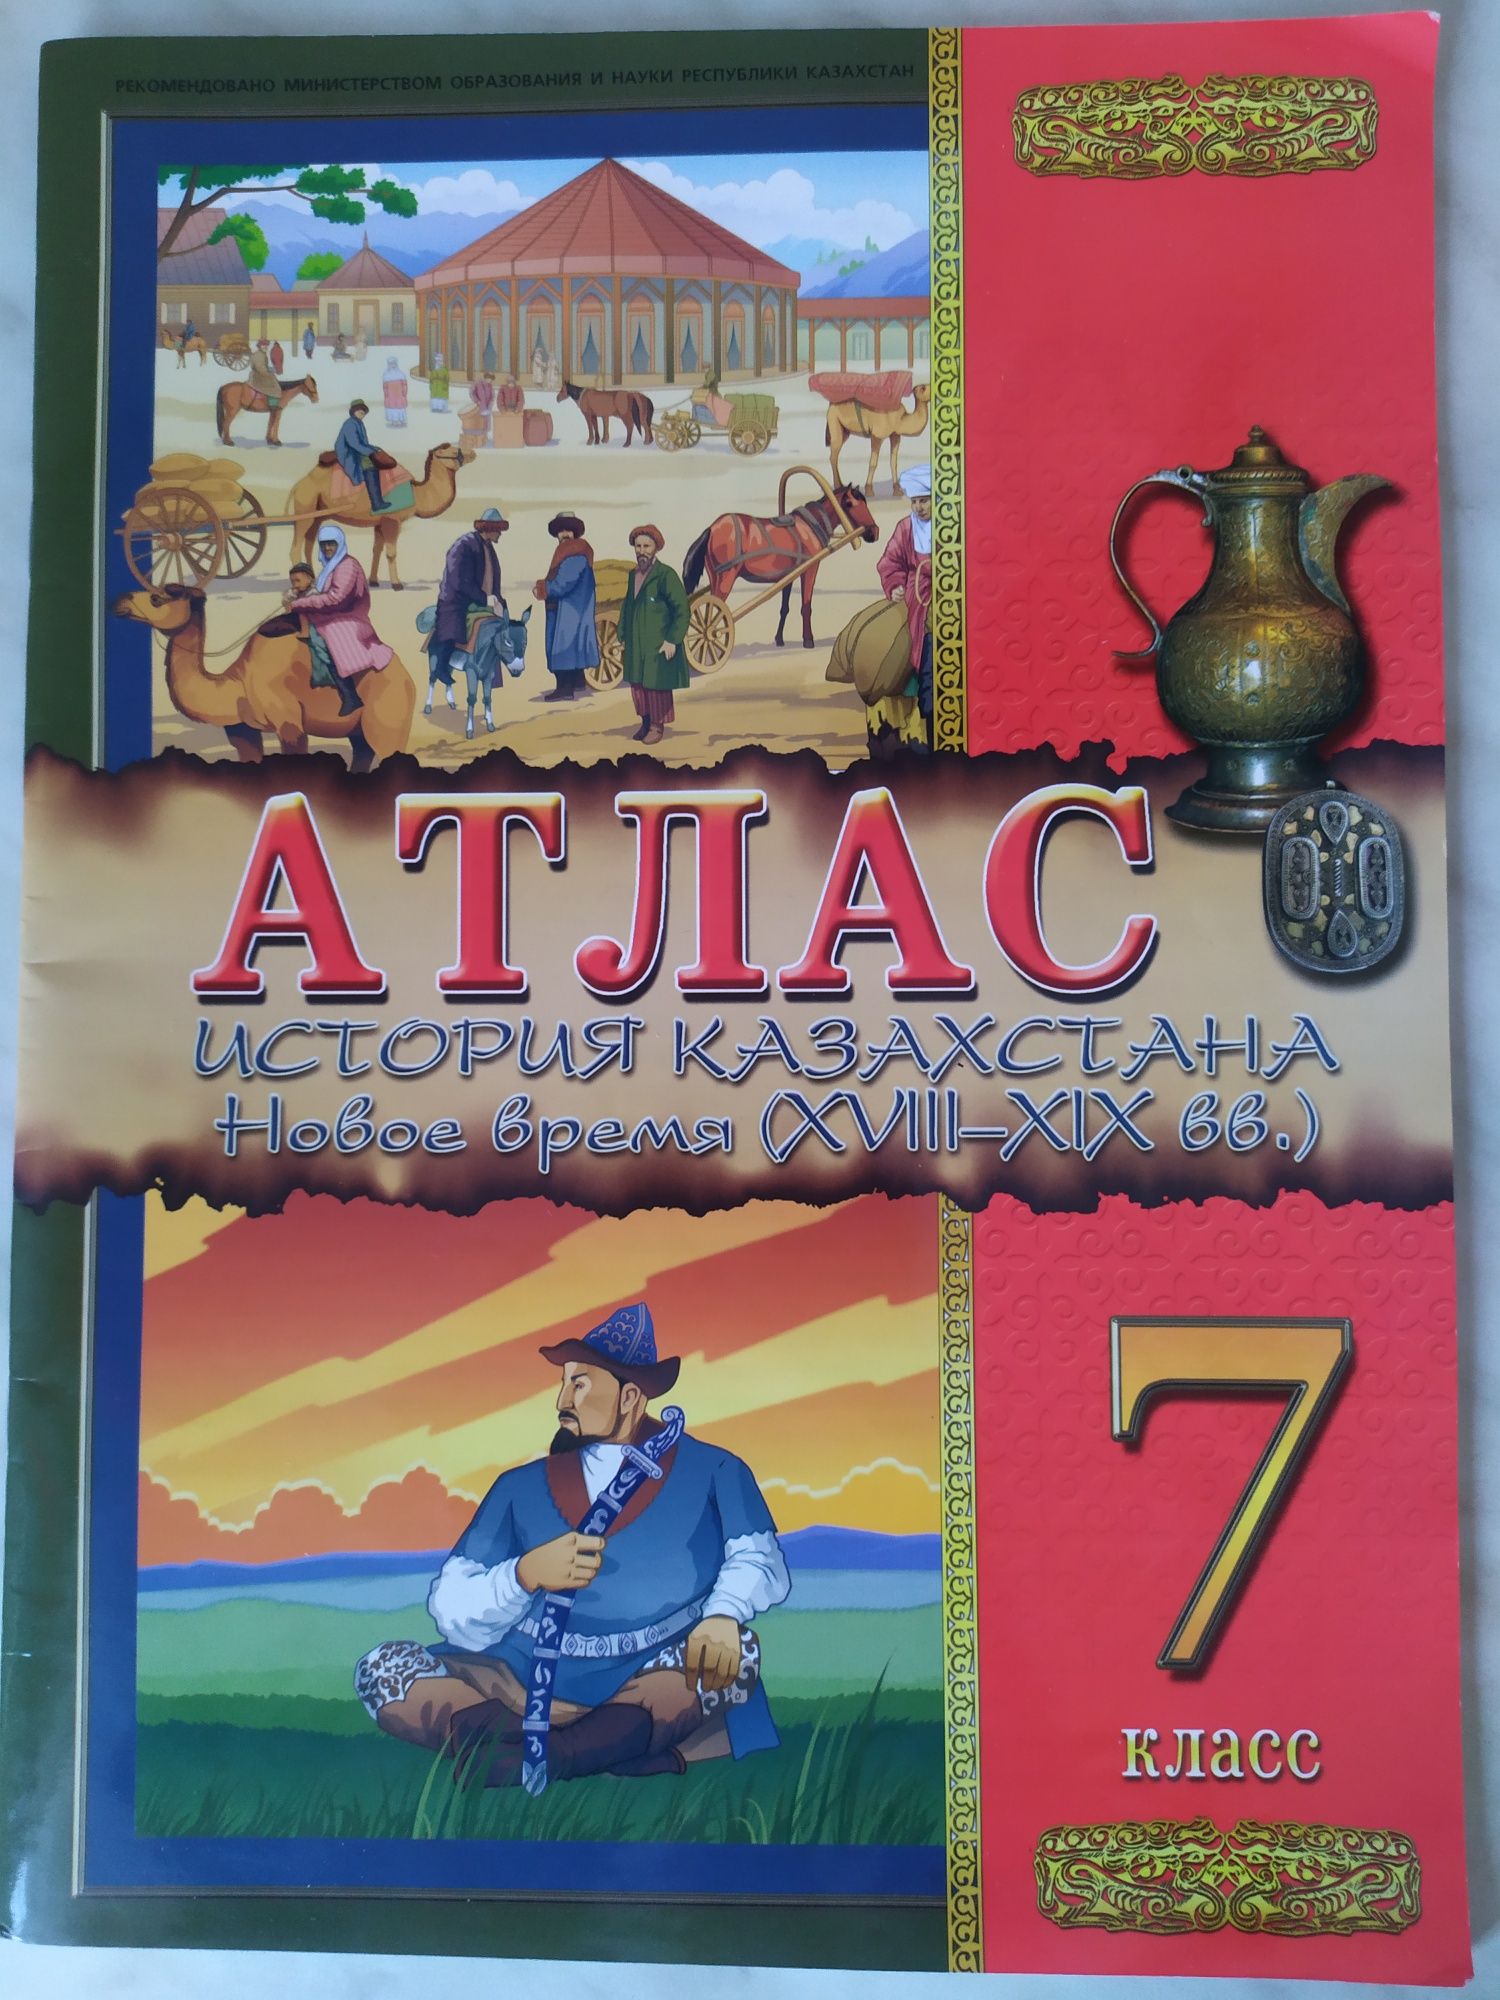 РЕКОМЕНДОВАНО МИНИСТЕРСТВОМ ОБРАЗОВАНИЯ И НАУКИ РЕСПУБЛИКИ КАЗАХСТАН
АТЛАС
ИСТОРИЯ КАЗАХСТАНА
Новое время (XVIII–XIX вв.)
7
класс